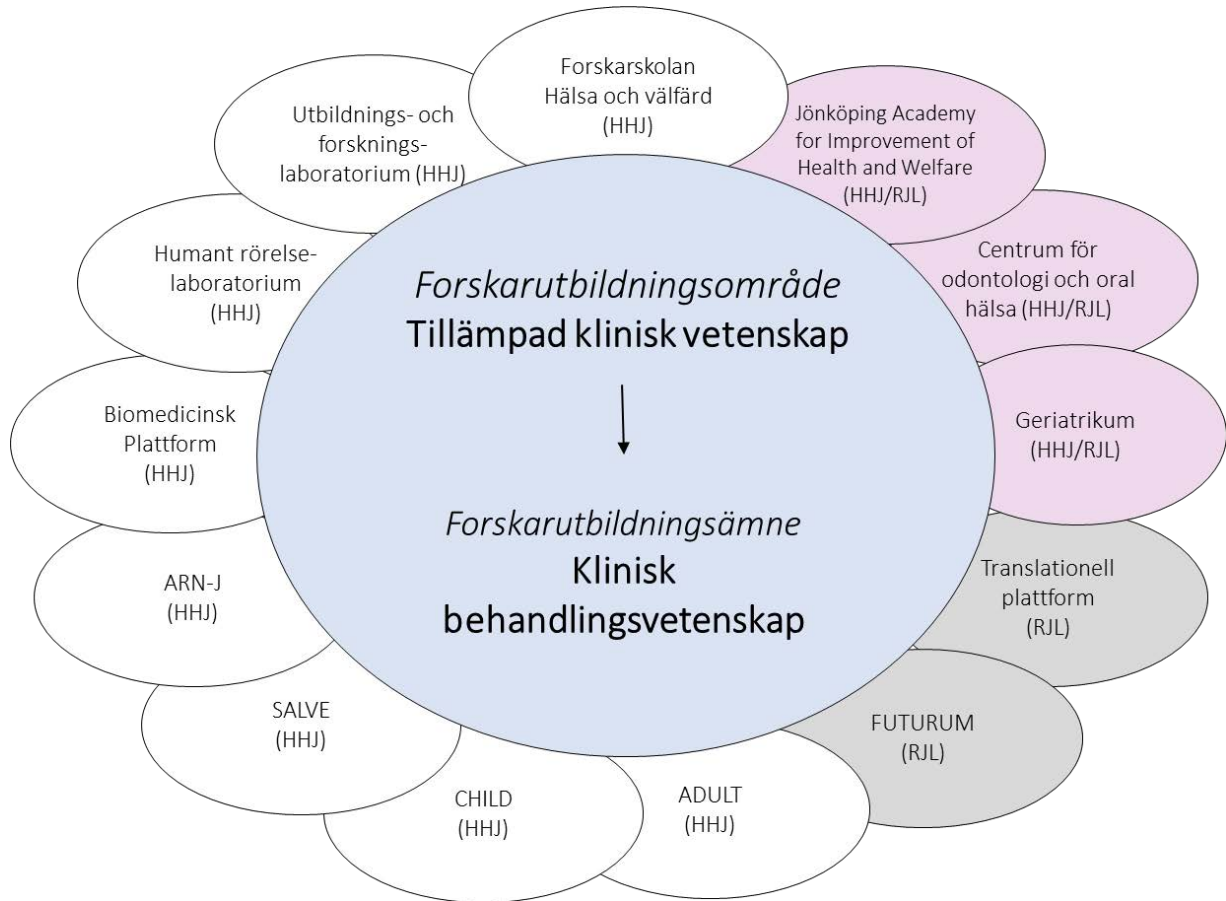 Forskarskolan
Hälsa och välfärd
(HHJ)
Jönköping Academy
for Improvement of
Health and Welfare
(HHJ/RJL)
Centrum för
odontologi och oral
hälsa (HHJ/RJL)
Geriatrikum
(HHJ/RJL)
Translationell
plattform
(RJL)
FUTURUM
(RJL)
ADULT
(HHJ)
CHILD
(HHJ)
SALVE
(HHJ)
ARN-J
(HHJ)
Biomedicinsk
Plattform
(HHJ)
Humant rörelse-
laboratorium
(HHJ)
Utbildnings- och
forsknings-
laboratorium (HHJ)
Forskarutbildningsområde
Tillämpad klinisk vetenskap
Forskarutbildningsämne
Klinisk
behandlingsvetenskap